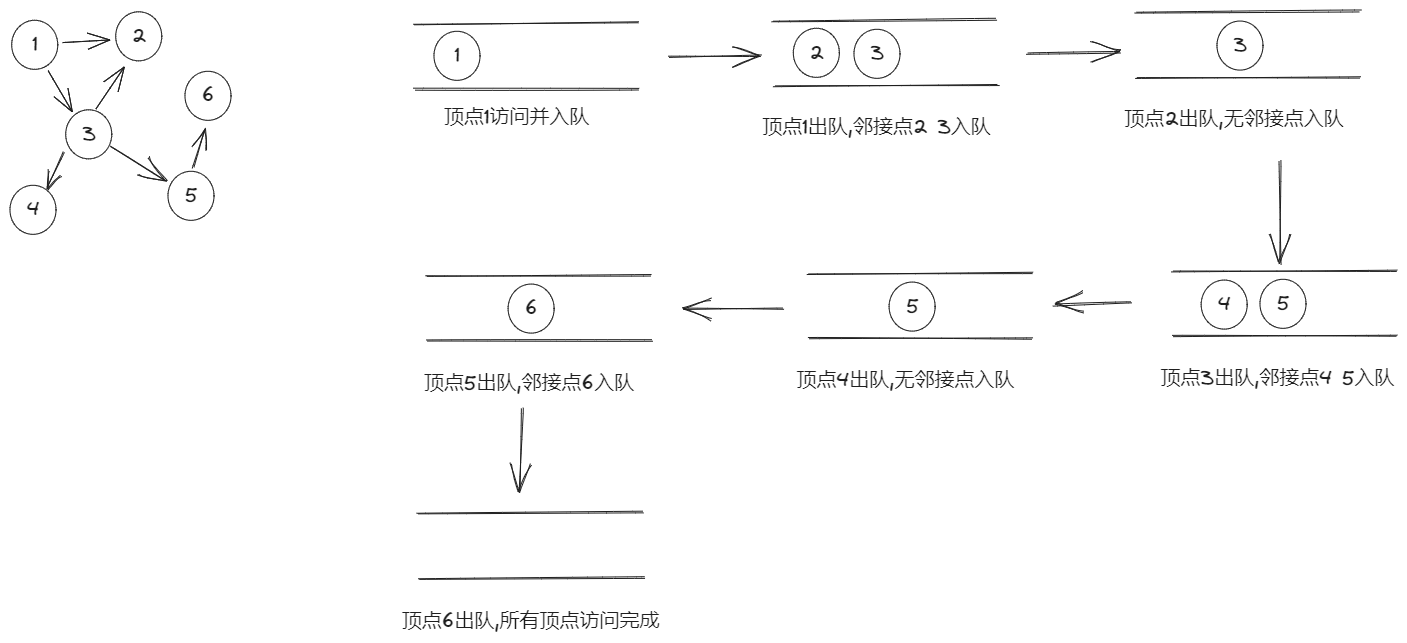 1
2
3
6
4
5
1
顶点1访问并入队
2 3
顶点1出队,邻接点2 3入队
3
顶点2出队,无邻接点入队
4 5
顶点3出队,邻接点4 5入队
5
顶点4出队,无邻接点入队
6
顶点5出队,邻接点6入队
顶点6出队,所有顶点访问完成